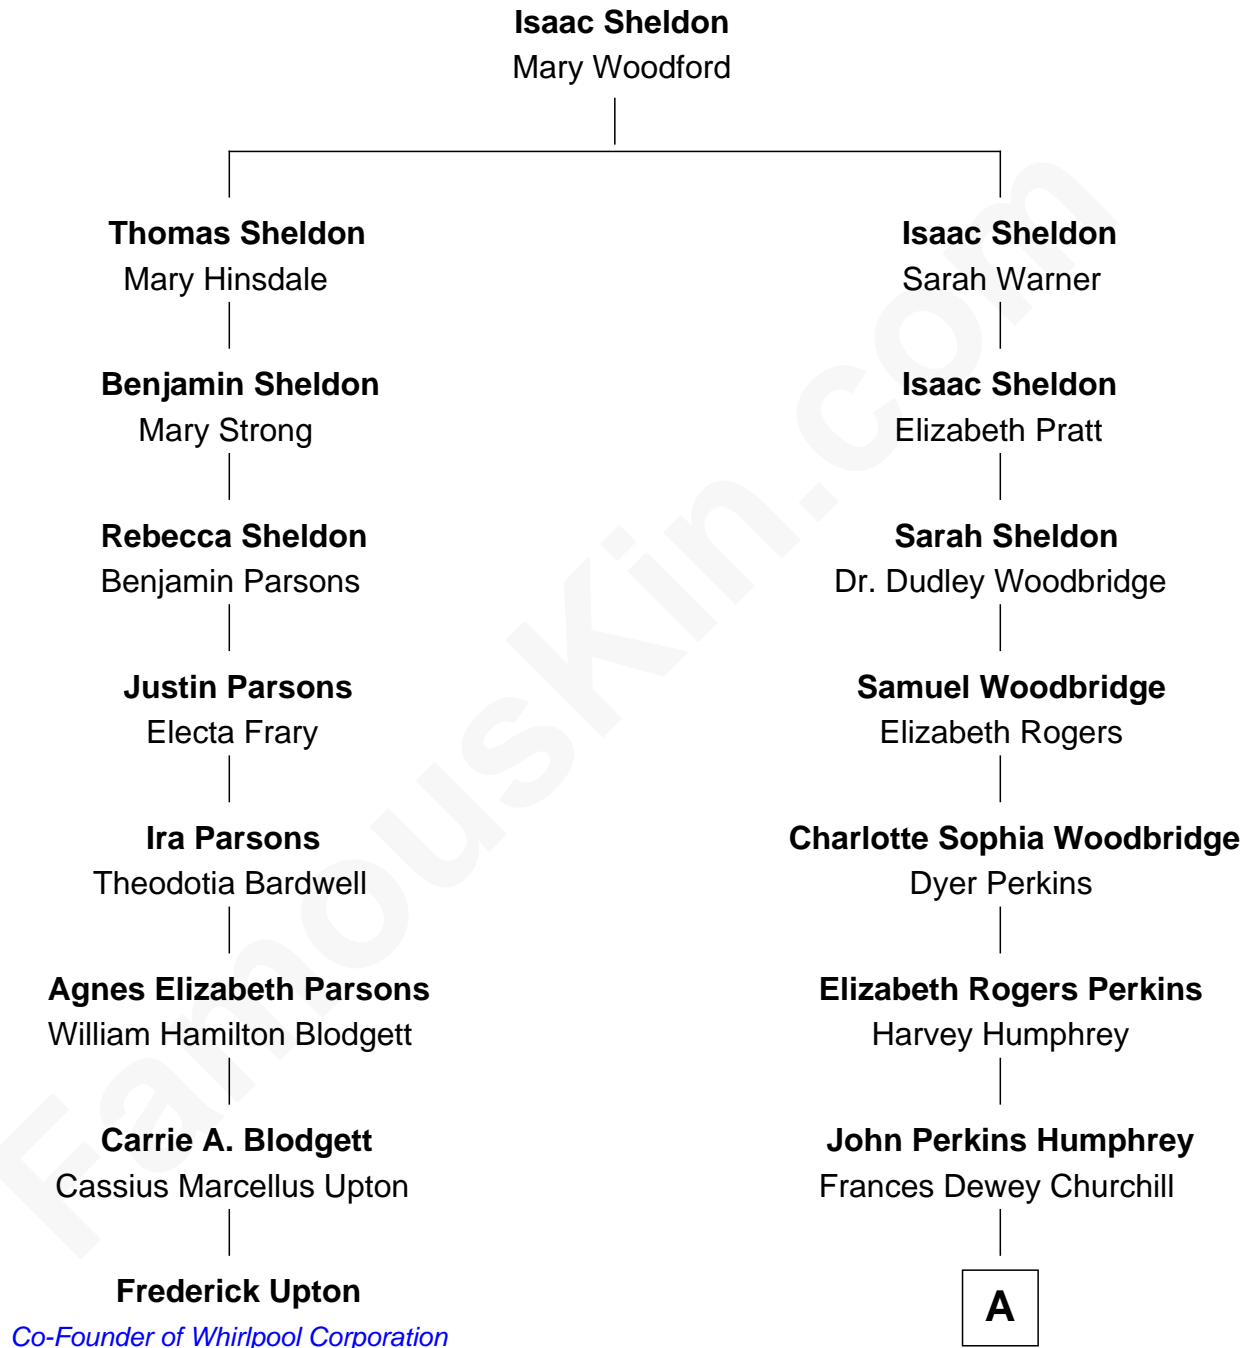 Isaac Sheldon
Mary Woodford
Thomas Sheldon
Mary Hinsdale
Isaac Sheldon
Sarah Warner
Benjamin Sheldon
Mary Strong
Isaac Sheldon
Elizabeth Pratt
Rebecca Sheldon
Benjamin Parsons
Sarah Sheldon
Dr. Dudley Woodbridge
Justin Parsons
Electa Frary
Samuel Woodbridge
Elizabeth Rogers
Ira Parsons
Theodotia Bardwell
Charlotte Sophia Woodbridge
Dyer Perkins
Agnes Elizabeth Parsons
William Hamilton Blodgett
Elizabeth Rogers Perkins
Harvey Humphrey
Carrie A. Blodgett
Cassius Marcellus Upton
John Perkins Humphrey
Frances Dewey Churchill
Frederick Upton
Co-Founder of Whirlpool Corporation
A
FamousKin.com